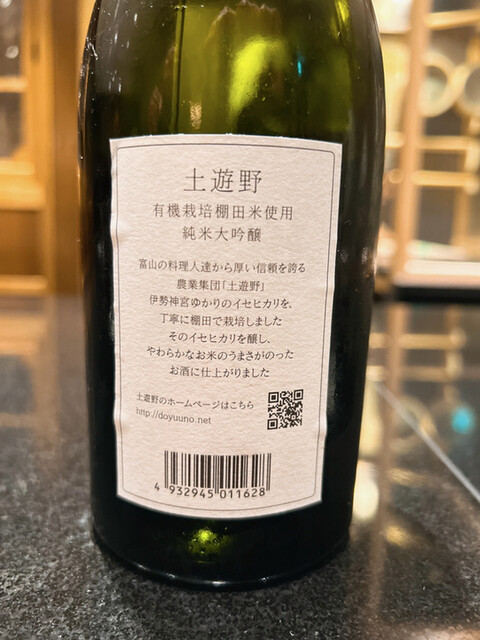 土遊野
有機栽培棚田米使用
純米大吟醸
富山の料理人達から厚い信頼を誇る
農業集団「土遊野」
伊勢神宮ゆかりのイセヒカリを、
丁寧に棚田で栽培しました
そのイセヒカリを醸し、
やわらかなお米のうまさがのった
お酒に仕上がりました
土遊野のホームページはこちら
http://doyuuno.net
4 932945 011628